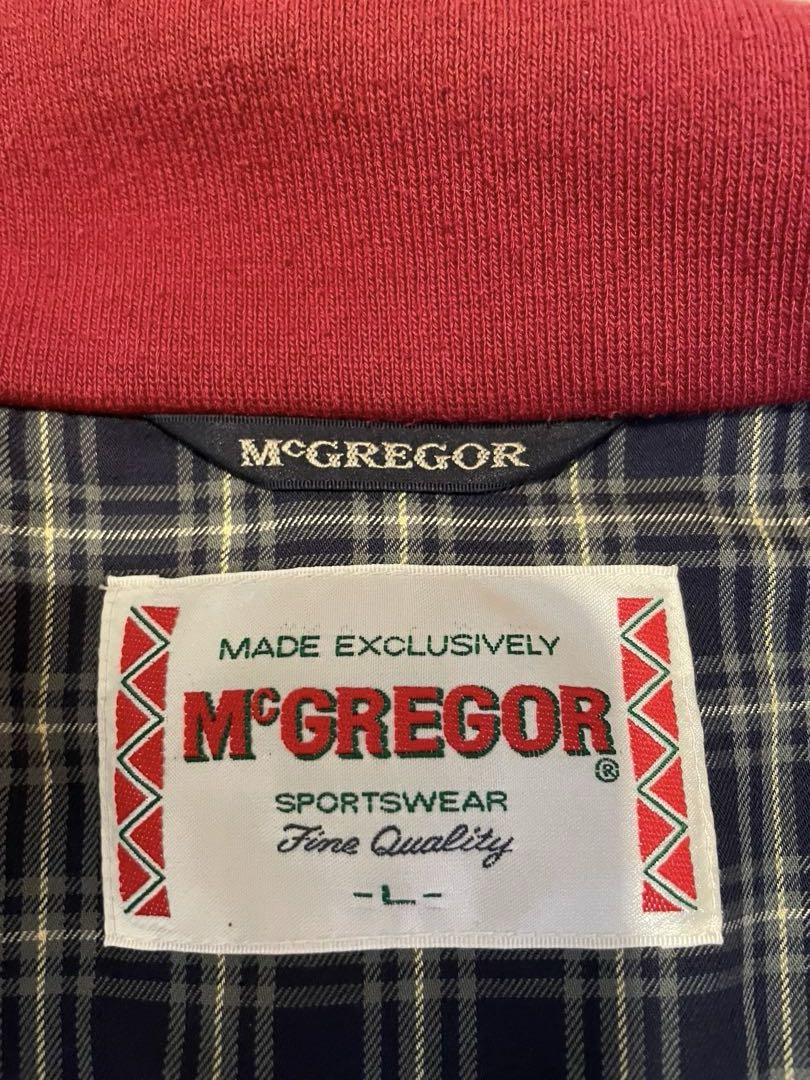 McGREGOR
MADE EXCLUSIVELY
McGREGOR®
SPORTSWEAR
Fine Quality
-L-